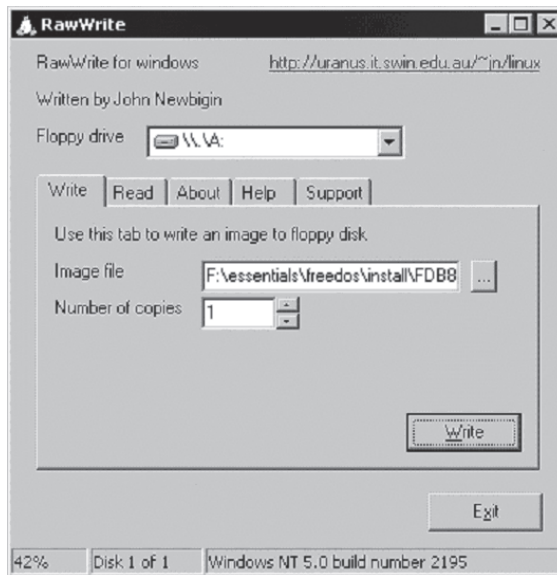 RawWrite
RawWrite for windows http://uranus.it.swin.edu.au/~jn/linux
Written by John Newbigin
Floppy drive \\.\A:
Write Read About Help Support
Use this tab to write an image to floppy disk.
Image file F:\essentials\freedos\install\FDB8 ...
Number of copies 1
Write
Exit
42% Disk 1 of 1 Windows NT 5.0 build number 2195